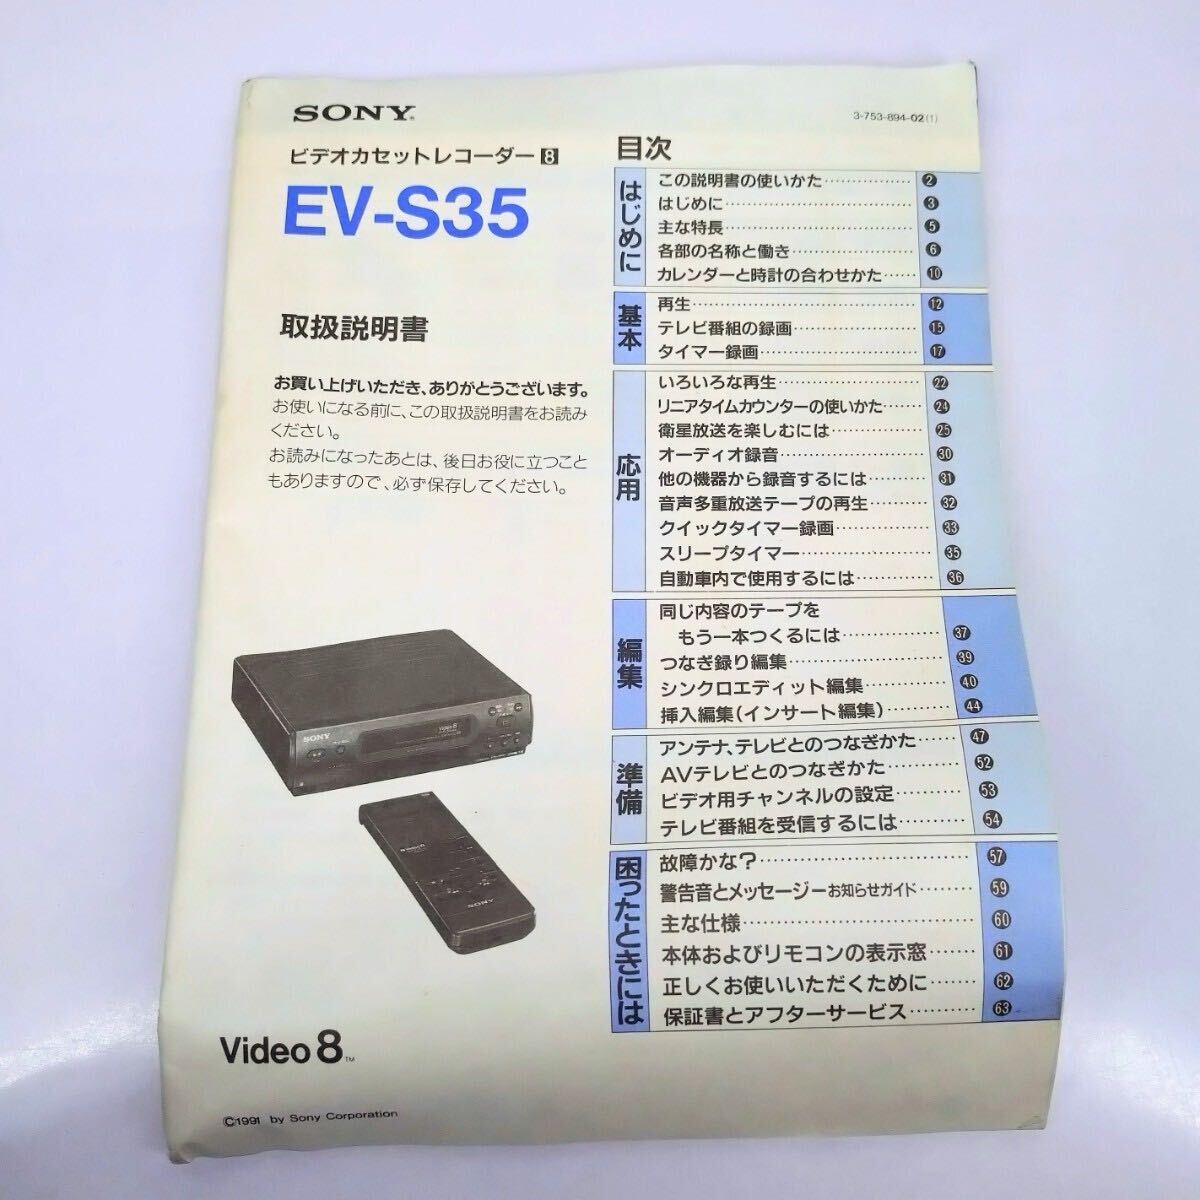 SONY®
ビデオカセットレコーダー8
EV-S35
取扱説明書
お買い上げいただき、ありがとうございます。
お使いになる前に、この取扱説明書をお読み
ください。
お読みになったあとは、後日お役に立つこと
もありますので、必ず保存してください。
SONY
Video 8
SONY
Video 8™
©1991 by Sony Corporation
3-753-894-02(1)
目次
はじめに
この説明書の使いかた 2
はじめに 3
主な特長 5
各部の名称と働き 6
カレンダーと時計の合わせかた 10
基本
再生 12
テレビ番組の録画 15
タイマー録画 17
応用
いろいろな再生 22
リニアタイムカウンターの使いかた 24
衛星放送を楽しむには 25
オーディオ録音 30
他の機器から録音するには 31
音声多重放送テープの再生 32
クイックタイマー録画 33
スリープタイマー 35
自動車内で使用するには 36
編集
同じ内容のテープを
もう一本つくるには 37
つなぎ録り編集 39
シンクロエディット編集 40
挿入編集(インサート編集) 44
準備
アンテナ、テレビとのつなぎかた 47
AVテレビとのつなぎかた 52
ビデオ用チャンネルの設定 53
テレビ番組を受信するには 54
困ったときには
故障かな? 57
警告音とメッセージーお知らせガイド 59
主な仕様 60
本体およびリモコンの表示窓 61
正しくお使いいただくために 62
保証書とアフターサービス 63